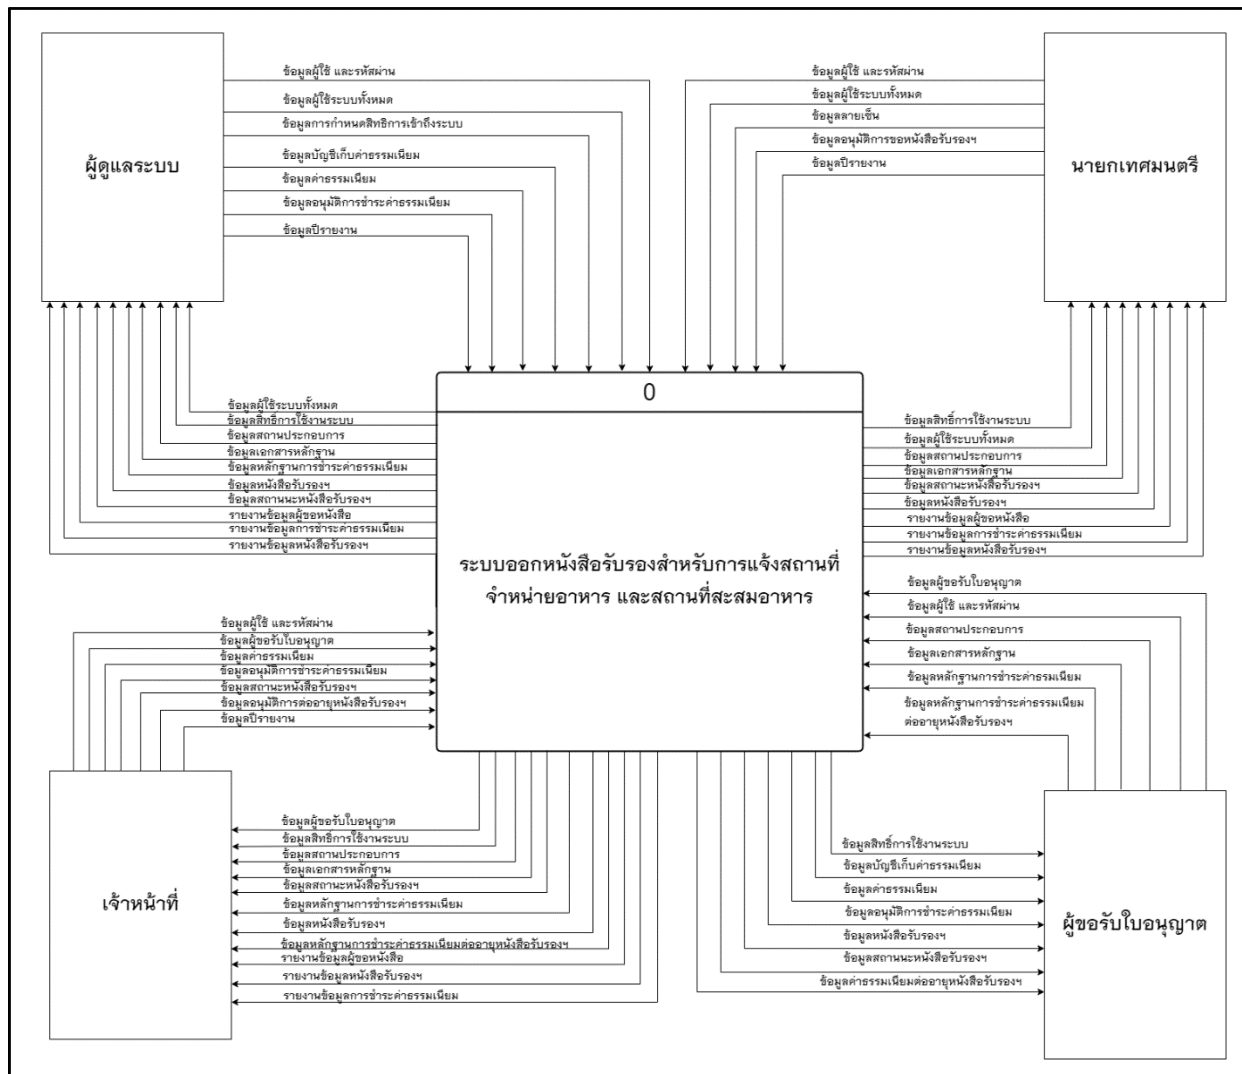 ผู้ดูแลระบบ
ข้อมูลผู้ใช้ และรหัสผ่าน
ข้อมูลผู้ใช้ระบบทั้งหมด
ข้อมูลการกำหนดสิทธิการเข้าถึงระบบ
ข้อมูลบัญชีเก็บค่าธรรมเนียม
ข้อมูลค่าธรรมเนียม
ข้อมูลอนุมัติการชำระค่าธรรมเนียม
ข้อมูลปีรายงาน
ข้อมูลผู้ใช้ และรหัสผ่าน
ข้อมูลผู้ใช้ระบบทั้งหมด
ข้อมูลลายเซ็น
ข้อมูลอนุมัติการขอหนังสือรับรองฯ
ข้อมูลปีรายงาน
นายกเทศมนตรี
0
ระบบออกหนังสือรับรองสำหรับการแจ้งสถานที่
จำหน่ายอาหาร และสถานที่สะสมอาหาร
ข้อมูลผู้ใช้ระบบทั้งหมด
ข้อมูลสิทธิ์การใช้งานระบบ
ข้อมูลสถานประกอบการ
ข้อมูลเอกสารหลักฐาน
ข้อมูลหลักฐานการชำระค่าธรรมเนียม
ข้อมูลหนังสือรับรองฯ
ข้อมูลสถานนะหนังสือรับรองฯ
รายงานข้อมูลผู้ขอหนังสือ
รายงานข้อมูลการชำระค่าธรรมเนียม
รายงานข้อมูลหนังสือรับรองฯ
ข้อมูลสิทธิ์การใช้งานระบบ
ข้อมูลผู้ใช้ระบบทั้งหมด
ข้อมูลสถานประกอบการ
ข้อมูลเอกสารหลักฐาน
ข้อมูลสถานะหนังสือรับรองฯ
ข้อมูลหนังสือรับรองฯ
รายงานข้อมูลผู้ขอหนังสือ
รายงานข้อมูลการชำระค่าธรรมเนียม
รายงานข้อมูลหนังสือรับรองฯ
ข้อมูลผู้ใช้ และรหัสผ่าน
ข้อมูลผู้ขอรับใบอนุญาต
ข้อมูลค่าธรรมเนียม
ข้อมูลอนุมัติการชำระค่าธรรมเนียม
ข้อมูลสถานะหนังสือรับรองฯ
ข้อมูลอนุมัติการต่ออายุหนังสือรับรองฯ
ข้อมูลปีรายงาน
ข้อมูลผู้ขอรับใบอนุญาต
ข้อมูลผู้ใช้ และรหัสผ่าน
ข้อมูลสถานประกอบการ
ข้อมูลเอกสารหลักฐาน
ข้อมูลหลักฐานการชำระค่าธรรมเนียม
ข้อมูลหลักฐานการชำระค่าธรรมเนียม
ต่ออายุหนังสือรับรองฯ
เจ้าหน้าที่
ข้อมูลผู้ขอรับใบอนุญาต
ข้อมูลสิทธิ์การใช้งานระบบ
ข้อมูลสถานประกอบการ
ข้อมูลเอกสารหลักฐาน
ข้อมูลสถานะหนังสือรับรองฯ
ข้อมูลหลักฐานการชำระค่าธรรมเนียม
ข้อมูลหนังสือรับรองฯ
ข้อมูลหลักฐานการชำระค่าธรรมเนียมต่ออายุหนังสือรับรองฯ
รายงานข้อมูลผู้ขอหนังสือ
รายงานข้อมูลหนังสือรับรองฯ
รายงานข้อมูลการชำระค่าธรรมเนียม
ข้อมูลสิทธิ์การใช้งานระบบ
ข้อมูลบัญชีเก็บค่าธรรมเนียม
ข้อมูลค่าธรรมเนียม
ข้อมูลอนุมัติการชำระค่าธรรมเนียม
ข้อมูลหนังสือรับรองฯ
ข้อมูลสถานนะหนังสือรับรองฯ
ข้อมูลค่าธรรมเนียมต่ออายุหนังสือรับรองฯ
ผู้ขอรับใบอนุญาต